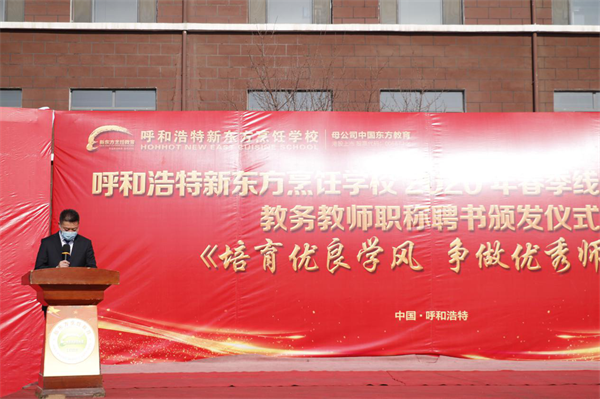 呼和浩特新东方烹饪学校
HOHHOT NEW EAST CUISINE SCHOOL
母公司中国东方教育
呼和浩特新东方烹饪学校 2020 年春季线
教务教师职称聘书颁发仪式
《培育优良学风 争做优秀师
中国·呼和浩特